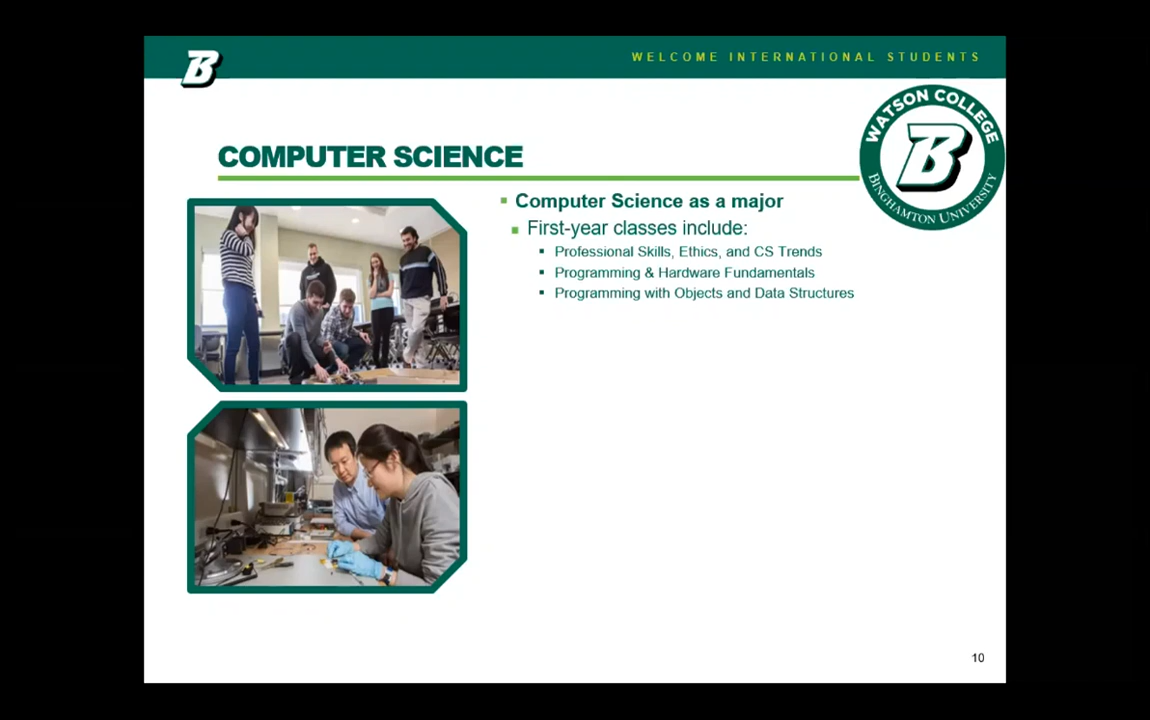 B
WELCOME INTERNATIONAL STUDENTS
WATSON COLLEGE
B
BINGHAMTON UNIVERSITY
COMPUTER SCIENCE
Computer Science as a major
First-year classes include:
Professional Skills, Ethics, and CS Trends
Programming & Hardware Fundamentals
Programming with Objects and Data Structures
10